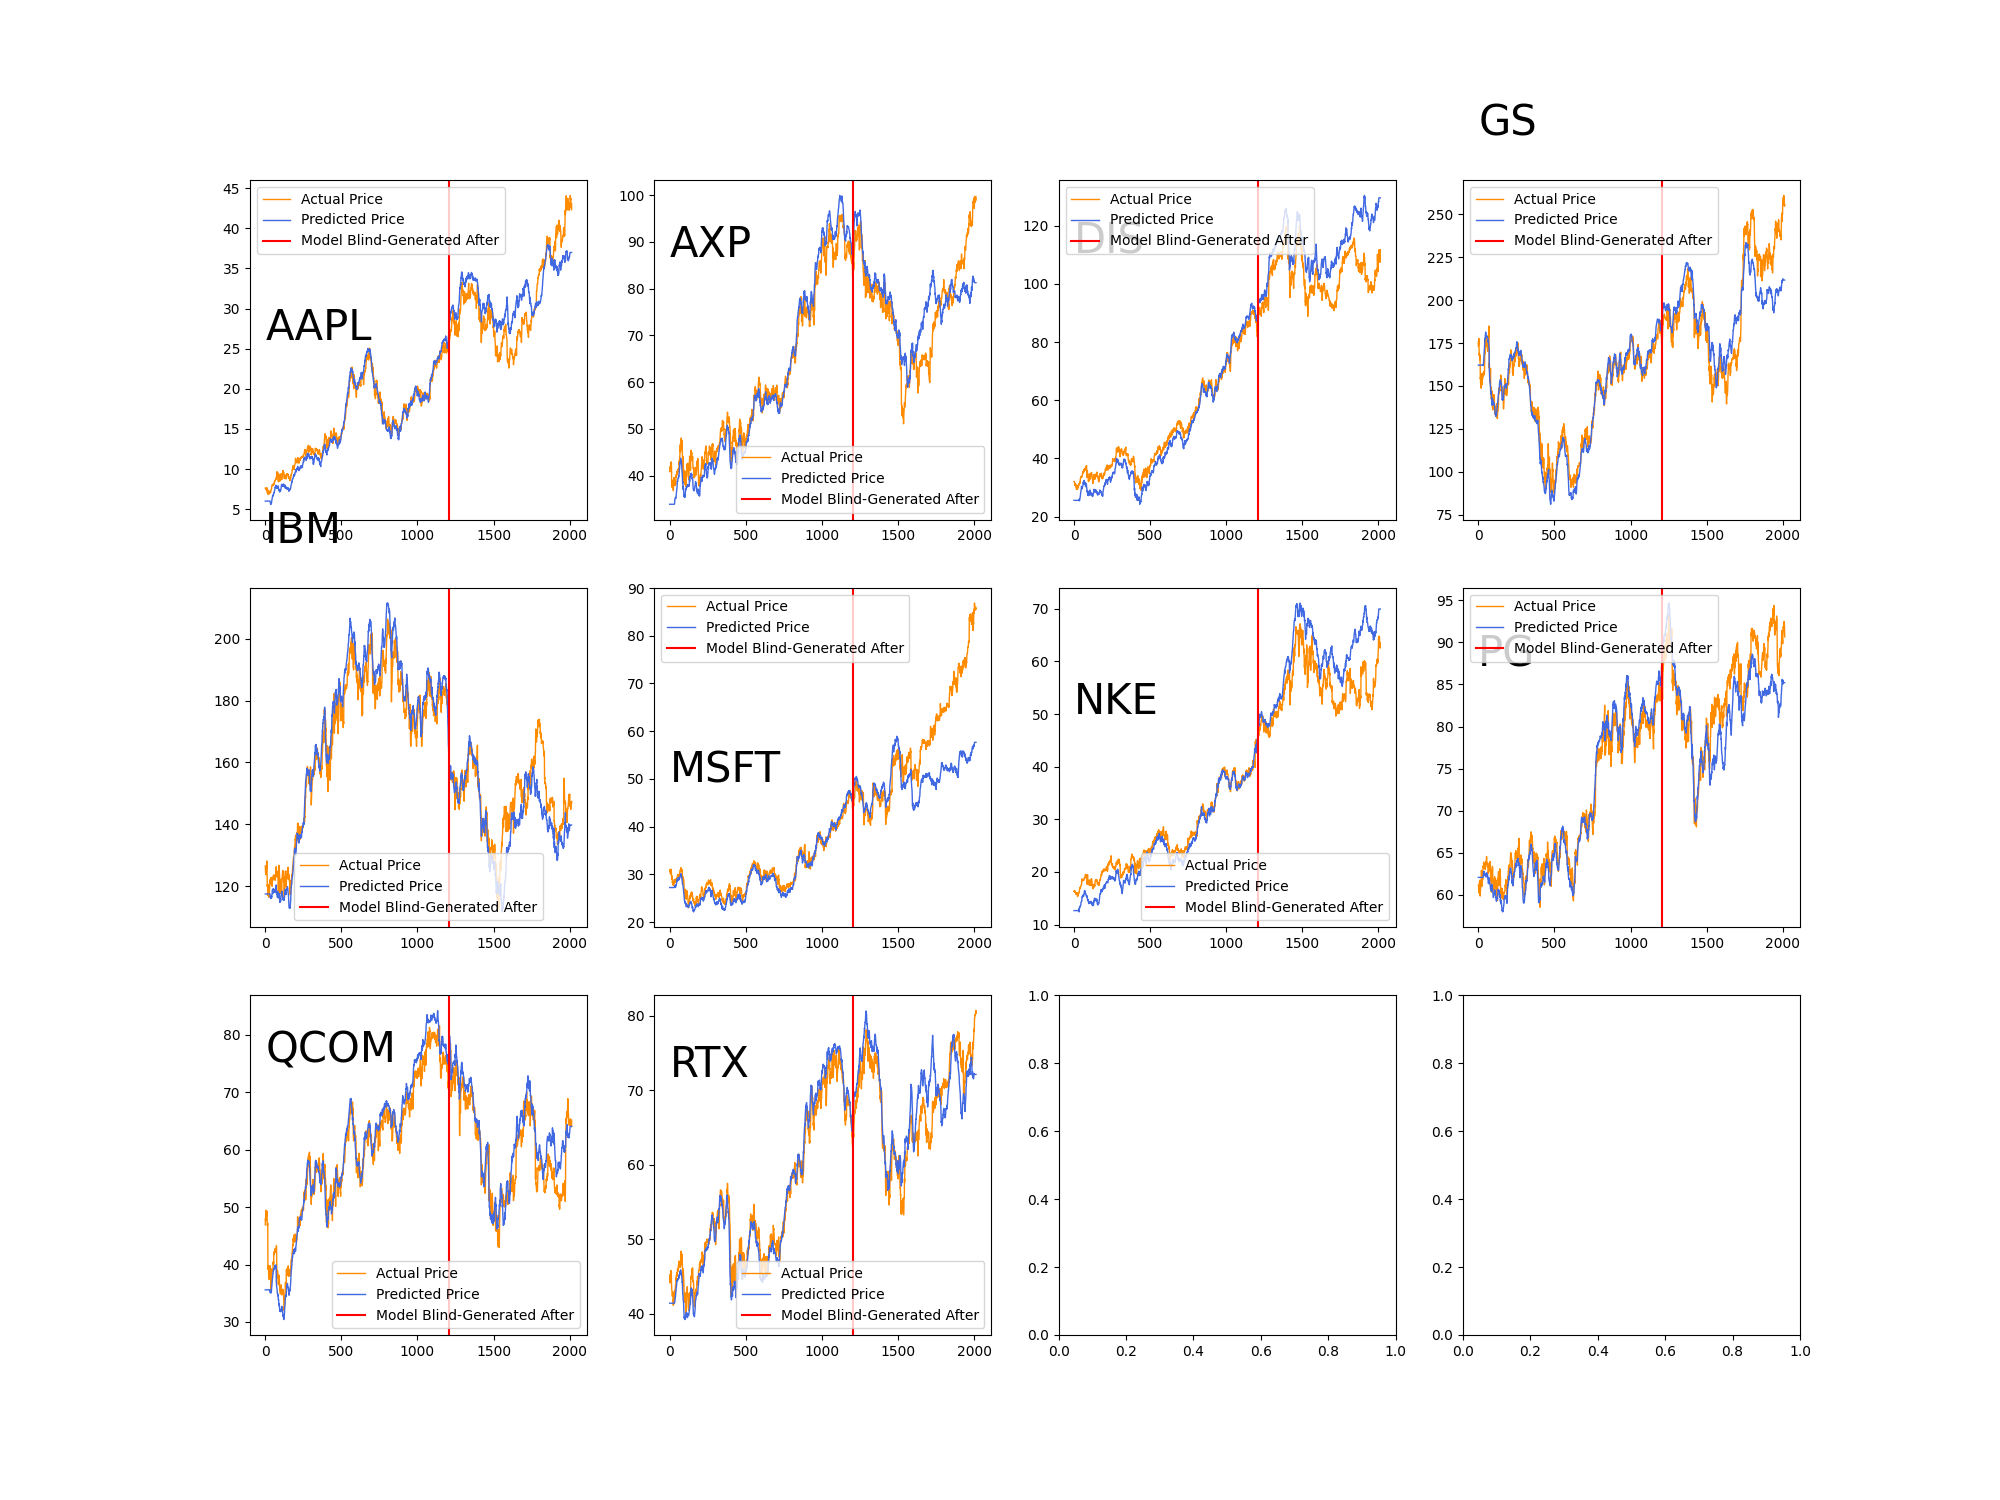 GS
45
40
35
30
25
20
15
10
5
Actual Price
Predicted Price
Model Blind-Generated After
AAPL
0 500 1000 1500 2000
100
90
80
70
60
50
40
AXP
Actual Price
Predicted Price
Model Blind-Generated After
0 500 1000 1500 2000
120
100
80
60
40
20
Actual Price
Predicted Price
Model Blind-Generated After
DIS
0 500 1000 1500 2000
250
225
200
175
150
125
100
75
Actual Price
Predicted Price
Model Blind-Generated After
0 500 1000 1500 2000
IBM
200
180
160
140
120
Actual Price
Predicted Price
Model Blind-Generated After
0 500 1000 1500 2000
90
80
70
60
50
40
30
20
Actual Price
Predicted Price
Model Blind-Generated After
MSFT
0 500 1000 1500 2000
70
60
50
40
30
20
10
NKE
Actual Price
Predicted Price
Model Blind-Generated After
0 500 1000 1500 2000
95
90
85
80
75
70
65
60
Actual Price
Predicted Price
Model Blind-Generated After
PG
0 500 1000 1500 2000
80
70
60
50
40
30
QCOM
Actual Price
Predicted Price
Model Blind-Generated After
0 500 1000 1500 2000
80
70
60
50
40
RTX
Actual Price
Predicted Price
Model Blind-Generated After
0 500 1000 1500 2000
1.0
0.8
0.6
0.4
0.2
0.0
0.0 0.2 0.4 0.6 0.8 1.0
1.0
0.8
0.6
0.4
0.2
0.0
0.0 0.2 0.4 0.6 0.8 1.0